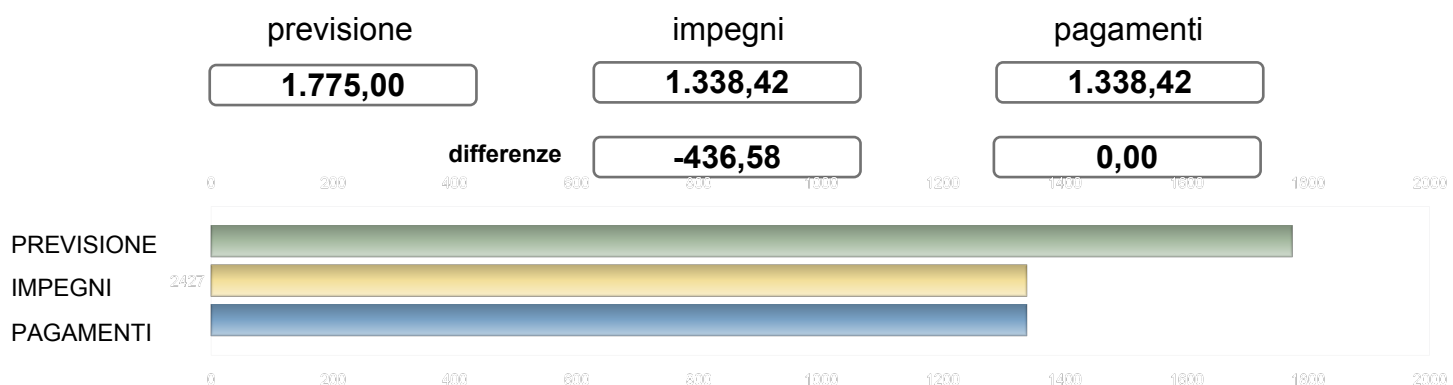 previsione impegni pagamenti
1.775,00 1.338,42 1.338,42
differenze -436,58 0,00
0 200 400 600 800 1000 1200 1400 1600 1800 2000
PREVISIONE
2427
IMPEGNI
PAGAMENTI
0 200 400 600 800 1000 1200 1400 1600 1800 2000